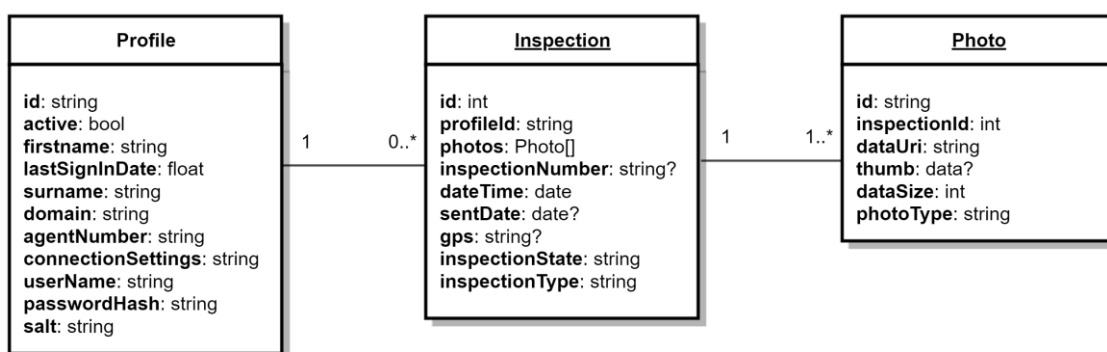 Profile
id: string
active: bool
firstname: string
lastSignInDate: float
surname: string
domain: string
agentNumber: string
connectionSettings: string
userName: string
passwordHash: string
salt: string
1
0..*
Inspection
id: int
profileId: string
photos: Photo[]
inspectionNumber: string?
dateTime: date
sentDate: date?
gps: string?
inspectionState: string
inspectionType: string
1
1..*
Photo
id: string
inspectionId: int
dataUri: string
thumb: data?
dataSize: int
photoType: string